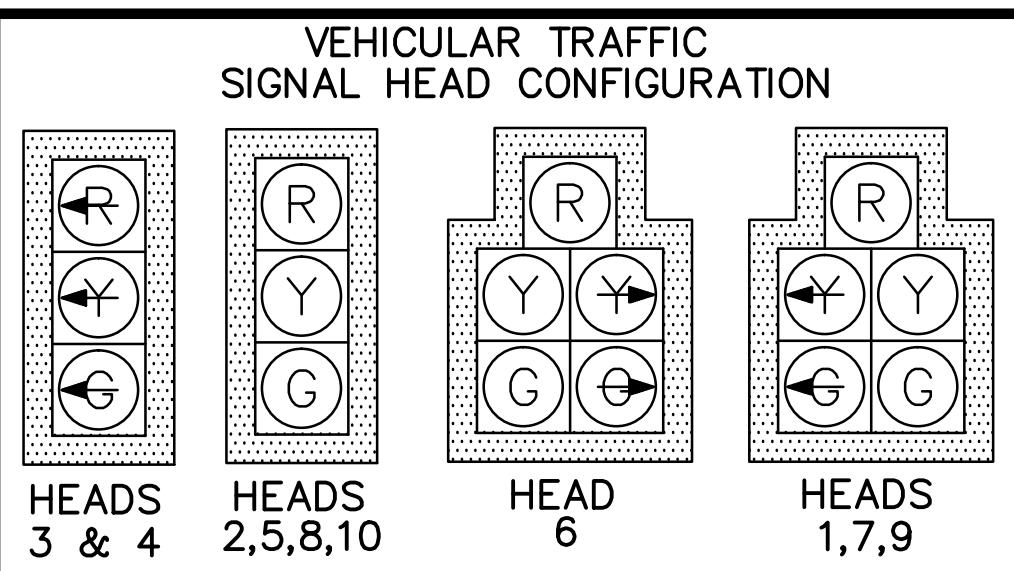 VEHICULAR TRAFFIC
SIGNAL HEAD CONFIGURATION
R
Y
G
HEADS
3 & 4
R
Y
G
HEADS
2,5,8,10
R
Y Y
G G
HEAD
6
R
Y Y
G G
HEADS
1,7,9